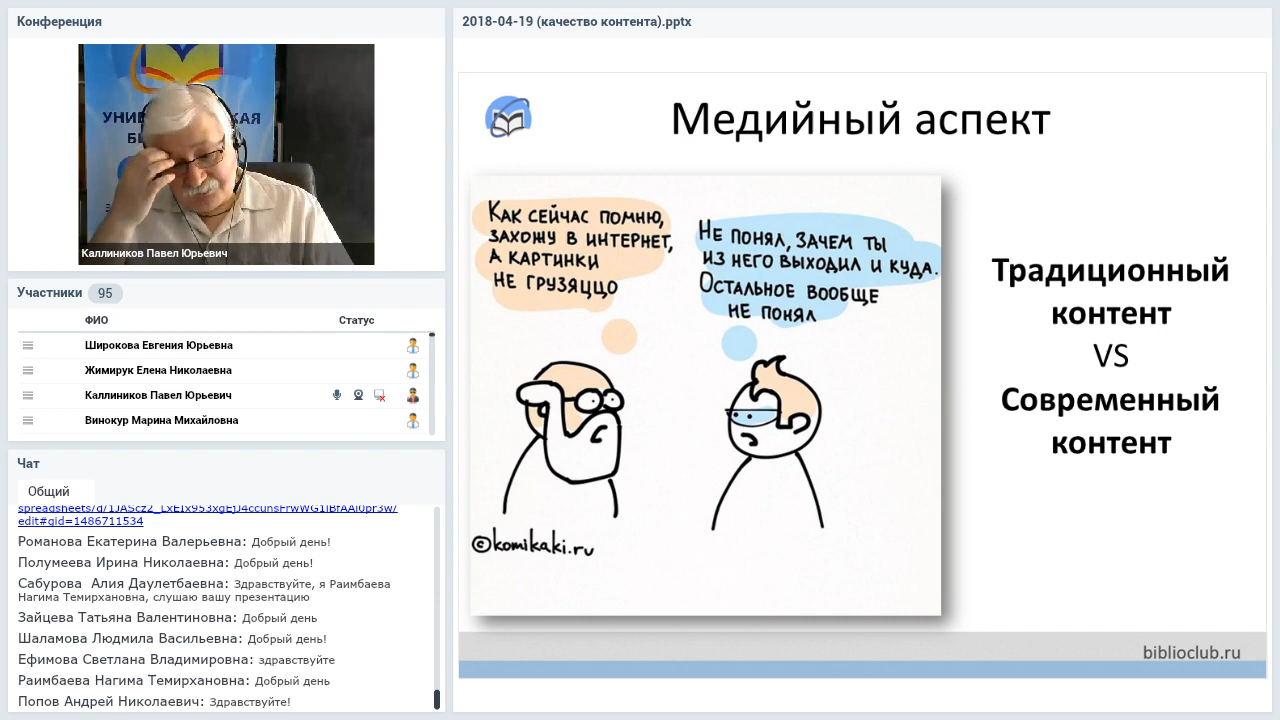 Конференция
УНИВ
КАЯ
Каллиников Павел Юрьевич
Участники 95
ФИО Статус
Широкова Евгения Юрьевна
Жимирук Елена Николаевна
Каллиников Павел Юрьевич
Винокур Марина Михайловна
Чат
Общий
edit#gid=1486711534
Романова Екатерина Валерьевна: Добрый день!
Полумеева Ирина Николаевна: Добрый день!
Сабурова Алия Даулетбаевна: Здравствуйте, я Раимбаева
Нагима Темирхановна, слушаю вашу презентацию
Зайцева Татьяна Валентиновна: Добрый день
Шаламова Людмила Васильевна: Добрый день!
Ефимова Светлана Владимировна: здравствуйте
Раимбаева Нагима Темирхановна: Добрый день
Попов Андрей Николаевич: Здравствуйте!
2018-04-19 (качество контента).pptx
Медийный аспект
Как сейчас помню,
захожу в интернет,
а картинки
не грузяццо
Не понял, зачем ты
из него выходил и куда.
Остальное вообще
не понял
©komikaki.ru
Традиционный
контент
VS
Современный
контент
biblioclub.ru